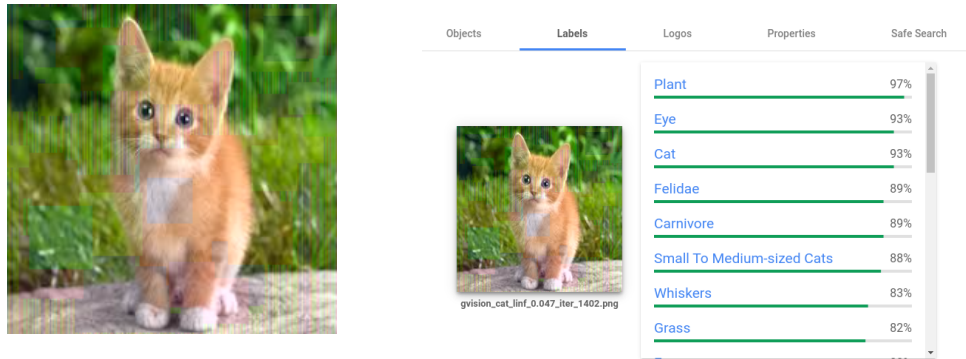 Objects Labels Logos Properties Safe Search
Plant 97%
Eye 93%
Cat 93%
Felidae 89%
Carnivore 89%
Small To Medium-sized Cats 88%
Whiskers 83%
Grass 82%
gvision_cat_linf_0.047_iter_1402.png